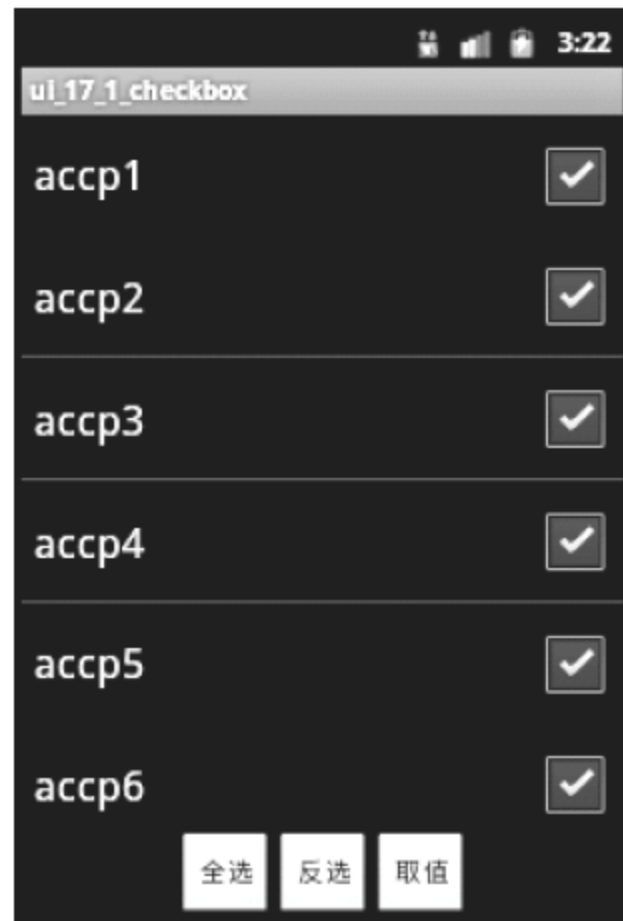 3:22
ui_17_1_checkbox
accp1
accp2
accp3
accp4
accp5
accp6
全选 反选 取值